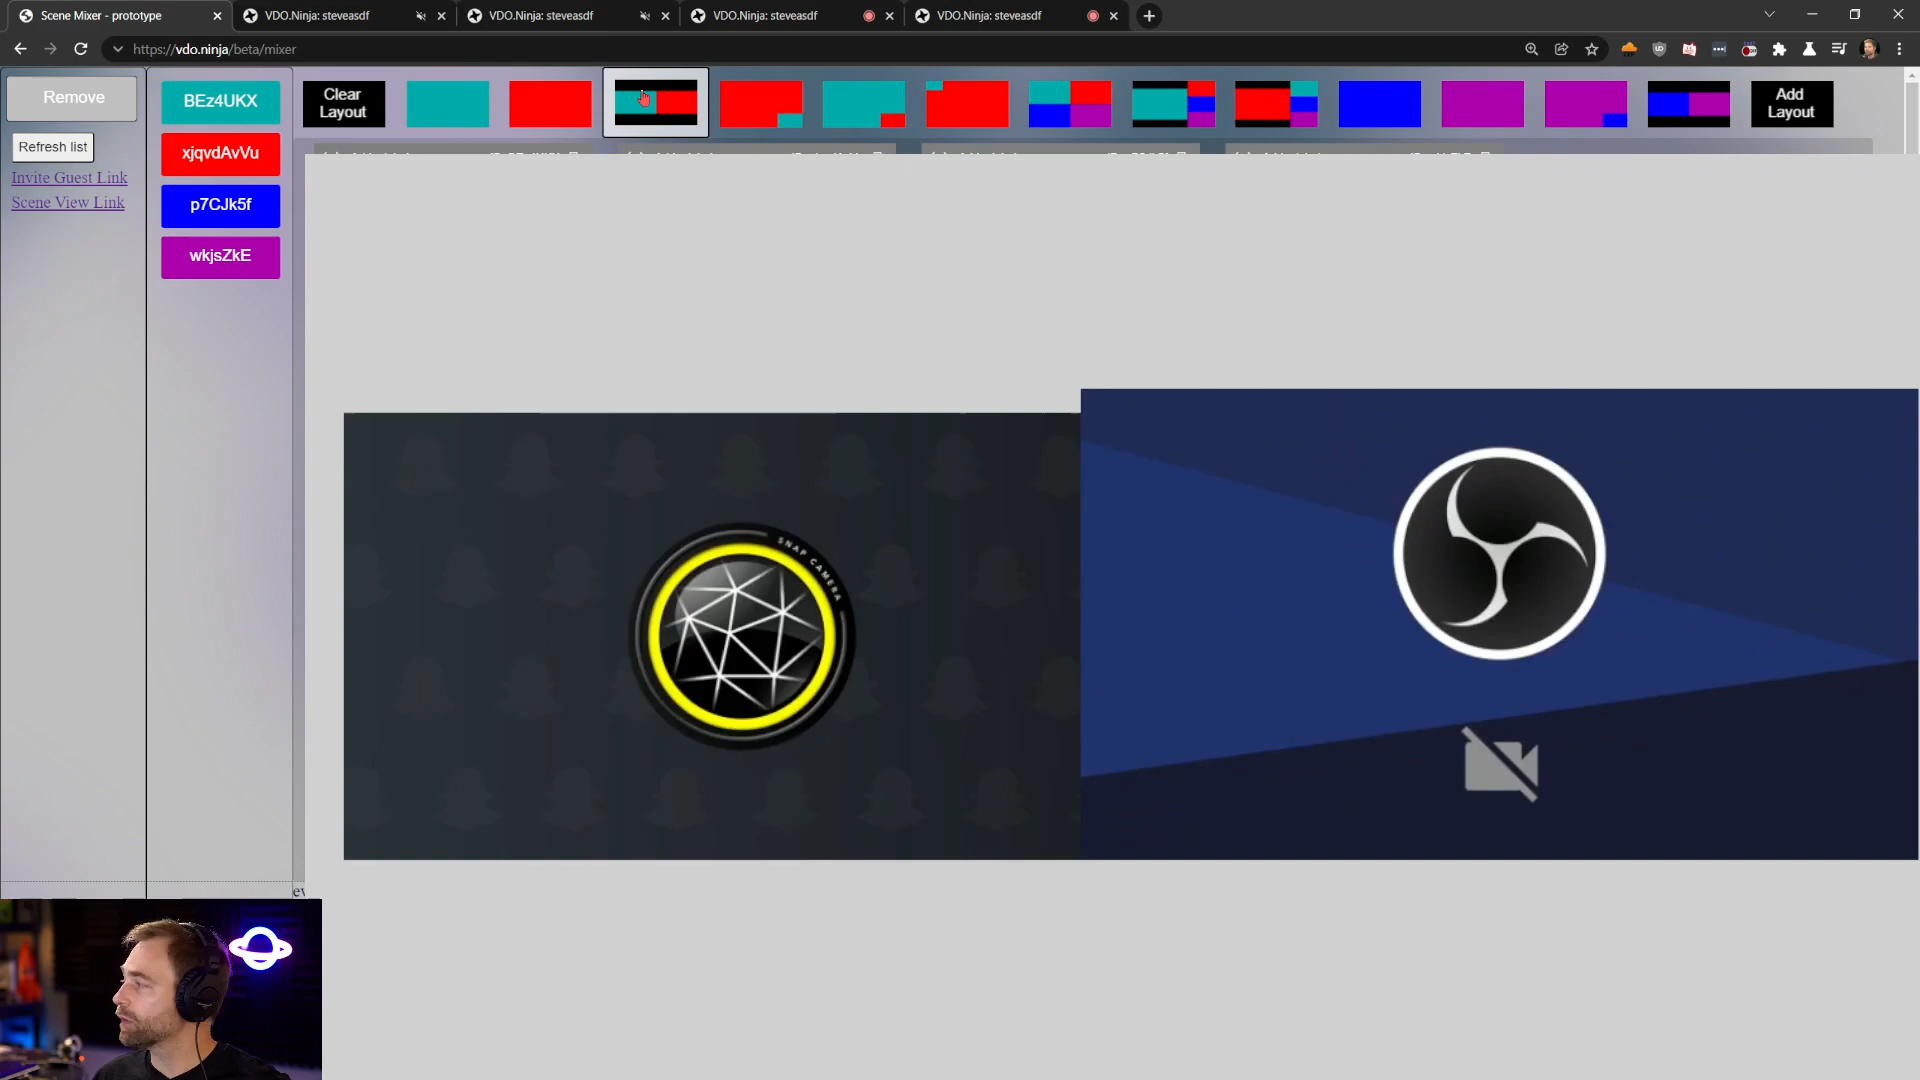 Scene Mixer - prototype
VDO.Ninja: steveasdf
VDO.Ninja: steveasdf
VDO.Ninja: steveasdf
VDO.Ninja: steveasdf
https://vdo.ninja/beta/mixer
Remove
Refresh list
Invite Guest Link
Scene View Link
BEz4UKX
xjqvdAvVu
p7CJk5f
wkjsZkE
Clear
Layout
Add
Layout
SNAP CAMERA